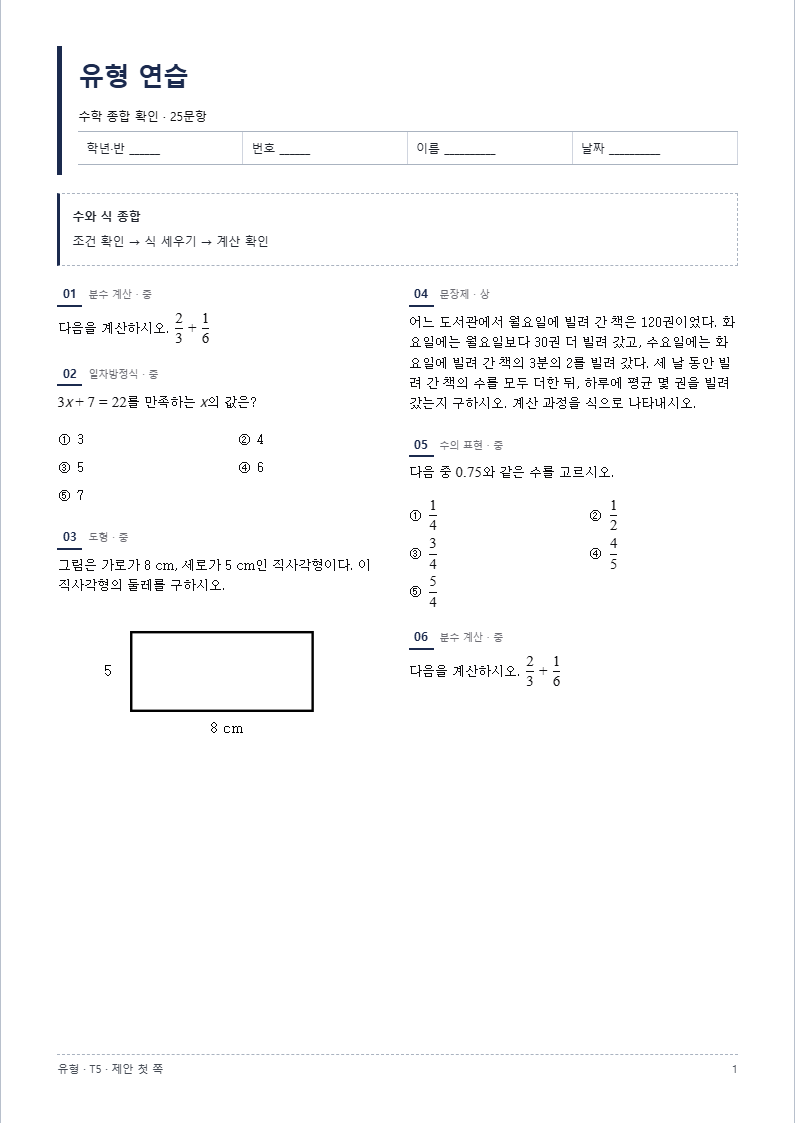 유형 연습
수학 종합 확인 · 25문항
학년·반 ______ 번호 ______ 이름 __________ 날짜 __________
수와 식 종합
조건 확인 → 식 세우기 → 계산 확인
01 분수 계산 · 중
다음을 계산하시오. 2/3 + 1/6
02 일차방정식 · 중
3x + 7 = 22를 만족하는 x의 값은?
① 3 ② 4
③ 5 ④ 6
⑤ 7
03 도형 · 중
그림은 가로가 8 cm, 세로가 5 cm인 직사각형이다. 이
직사각형의 둘레를 구하시오.
5
8 cm
04 문장제 · 상
어느 도서관에서 월요일에 빌려 간 책은 120권이었다. 화
요일에는 월요일보다 30권 더 빌려 갔고, 수요일에는 화
요일에 빌려 간 책의 3분의 2를 빌려 갔다. 세 날 동안 빌
려 간 책의 수를 모두 더한 뒤, 하루에 평균 몇 권을 빌려
갔는지 구하시오. 계산 과정을 식으로 나타내시오.
05 수의 표현 · 중
다음 중 0.75와 같은 수를 고르시오.
① 1/4 ② 1/2
③ 3/4 ④ 4/5
⑤ 5/4
06 분수 계산 · 중
다음을 계산하시오. 2/3 + 1/6
유형 · T5 · 제안 첫 쪽 1